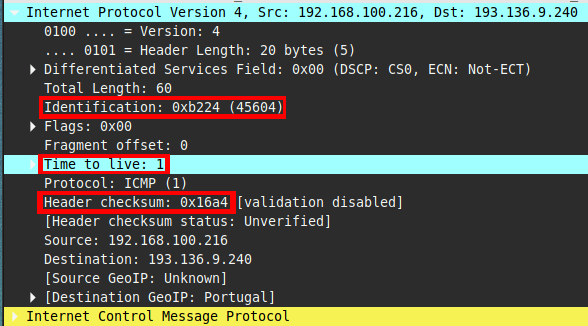 Internet Protocol Version 4, Src: 192.168.100.216, Dst: 193.136.9.240
0100 .... = Version: 4
.... 0101 = Header Length: 20 bytes (5)
Differentiated Services Field: 0x00 (DSCP: CS0, ECN: Not-ECT)
Total Length: 60
Identification: 0xb224 (45604)
Flags: 0x00
Fragment offset: 0
Time to live: 1
Protocol: ICMP (1)
Header checksum: 0x16a4 [validation disabled]
[Header checksum status: Unverified]
Source: 192.168.100.216
Destination: 193.136.9.240
[Source GeoIP: Unknown]
[Destination GeoIP: Portugal]
Internet Control Message Protocol